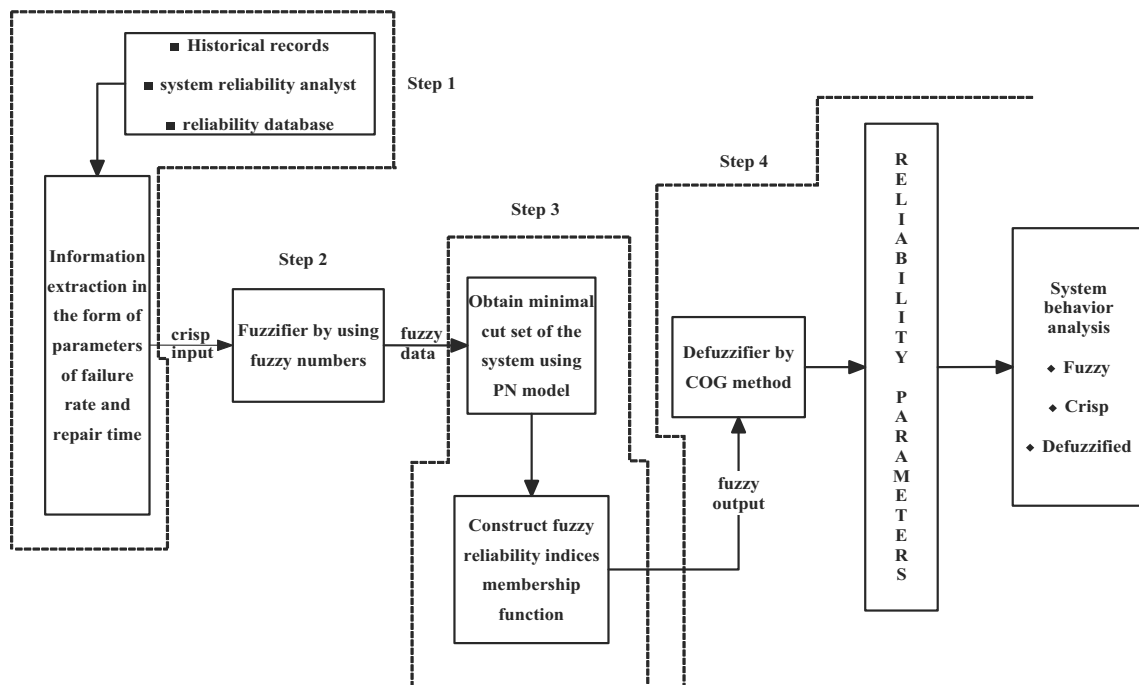 ■ Historical records
■ system reliability analyst
■ reliability database
Step 1
Information
extraction in
the form of
parameters
of failure
rate and
repair time
crisp
input
Step 2
Fuzzifier by using
fuzzy numbers
fuzzy
data
Step 3
Obtain minimal
cut set of the
system using
PN model
Construct fuzzy
reliability indices
membership
function
fuzzy
output
Step 4
Defuzzifier by
COG method
R
E
L
I
A
B
I
L
I
T
Y
P
A
R
A
M
E
T
E
R
S
System
behavior
analysis
◆ Fuzzy
◆ Crisp
◆ Defuzzified